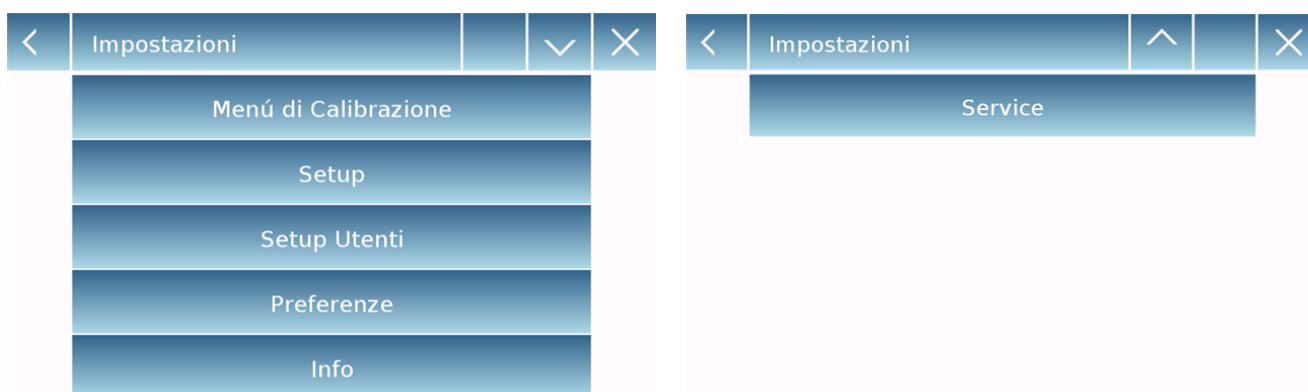 Impostazioni
Menú di Calibrazione
Setup
Setup Utenti
Preferenze
Info
Impostazioni
Service